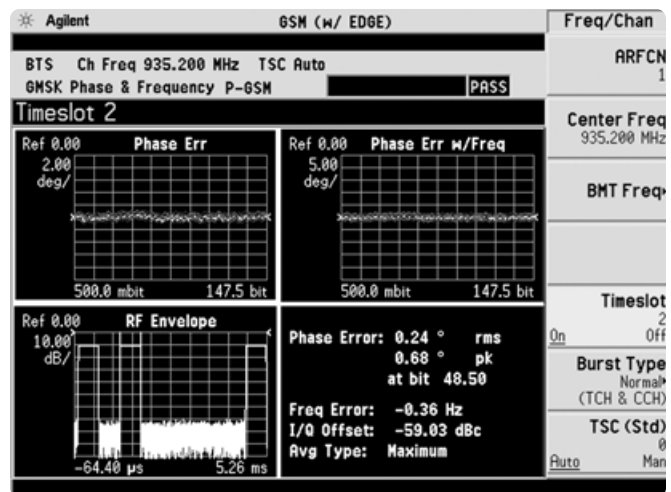 Agilent GSM (w/ EDGE) Freq/Chan
BTS Ch Freq 935.200 MHz TSC Auto
GMSK Phase & Frequency P-GSM PASS
Timeslot 2
Ref 0.00 Phase Err
2.00
deg/
500.0 mbit 147.5 bit
Ref 0.00 Phase Err w/Freq
5.00
deg/
500.0 mbit 147.5 bit
Ref 0.00 RF Envelope
10.00
dB/
-64.40 µs 5.26 ms
Phase Error: 0.24 ° rms
0.68 ° pk
at bit 48.50
Freq Error: -0.36 Hz
I/Q Offset: -59.03 dBc
Avg Type: Maximum
ARFCN
1
Center Freq
935.200 MHz
BMT Freq
Timeslot
2
On Off
Burst Type
Normal
(TCH & CCH)
TSC (Std)
0
Auto Man